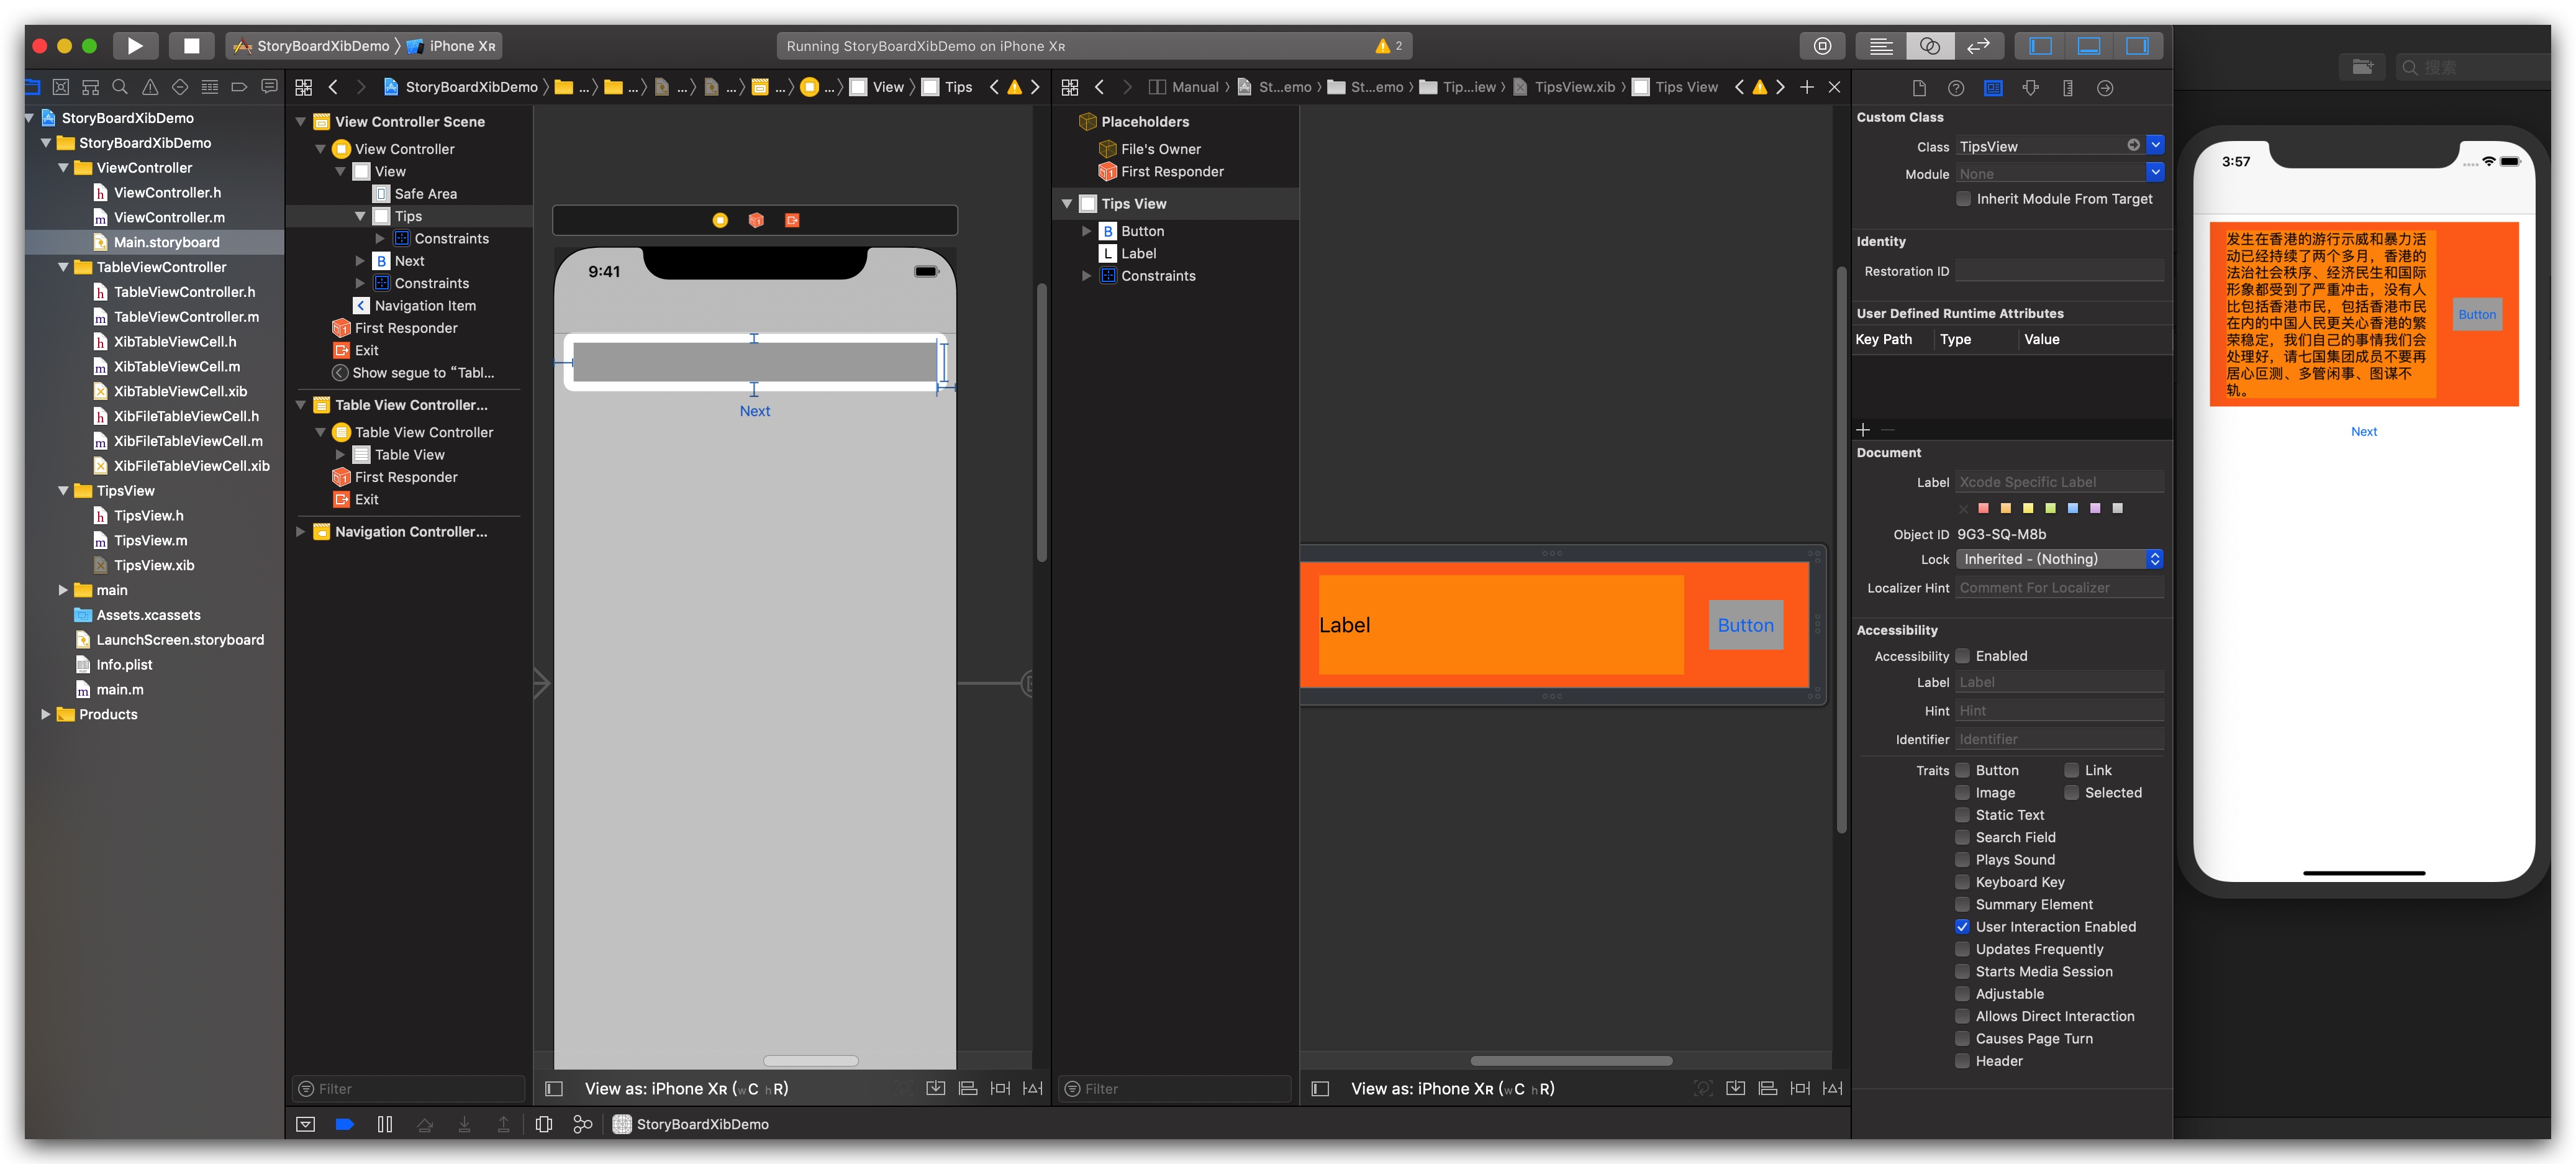 StoryBoardXibDemo
iPhone XR
Running StoryBoardXibDemo on iPhone XR
2
搜索
StoryBoardXibDemo
...
...
...
...
...
...
View
Tips
Manual
St...emo
St...emo
Tip...iew
TipsView.xib
Tips View
StoryBoardXibDemo
StoryBoardXibDemo
ViewController
ViewController.h
ViewController.m
Main.storyboard
TableViewController
TableViewController.h
TableViewController.m
XibTableViewCell.h
XibTableViewCell.m
XibTableViewCell.xib
XibFileTableViewCell.h
XibFileTableViewCell.m
XibFileTableViewCell.xib
TipsView
TipsView.h
TipsView.m
TipsView.xib
main
Assets.xcassets
LaunchScreen.storyboard
Info.plist
main.m
Products
View Controller Scene
View Controller
View
Safe Area
Tips
Constraints
B Next
Constraints
Navigation Item
First Responder
Exit
Show segue to “Tabl...
Table View Controller...
Table View Controller
Table View
First Responder
Exit
Navigation Controller...
Filter
9:41
Next
View as: iPhone XR (wC hR)
Placeholders
File's Owner
First Responder
Tips View
B Button
L Label
Constraints
Filter
Label
Button
View as: iPhone XR (wC hR)
StoryBoardXibDemo
Custom Class
Class TipsView
Module None
Inherit Module From Target
Identity
Restoration ID
User Defined Runtime Attributes
Key Path Type Value
Document
Label Xcode Specific Label
Object ID 9G3-SQ-M8b
Lock Inherited - (Nothing)
Localizer Hint Comment For Localizer
Accessibility
Accessibility Enabled
Label Label
Hint Hint
Identifier Identifier
Traits Button Link
Image Selected
Static Text
Search Field
Plays Sound
Keyboard Key
Summary Element
User Interaction Enabled
Updates Frequently
Starts Media Session
Adjustable
Allows Direct Interaction
Causes Page Turn
Header
3:57
发生在香港的游行示威和暴力活
动已经持续了两个多月，香港的
法治社会秩序、经济民生和国际
形象都受到了严重冲击，没有人
比包括香港市民，包括香港市民
在内的中国人民更关心香港的繁
荣稳定，我们自己的事情我们会
处理好，请七国集团成员不要再
居心叵测、多管闲事、图谋不
轨。
Button
Next